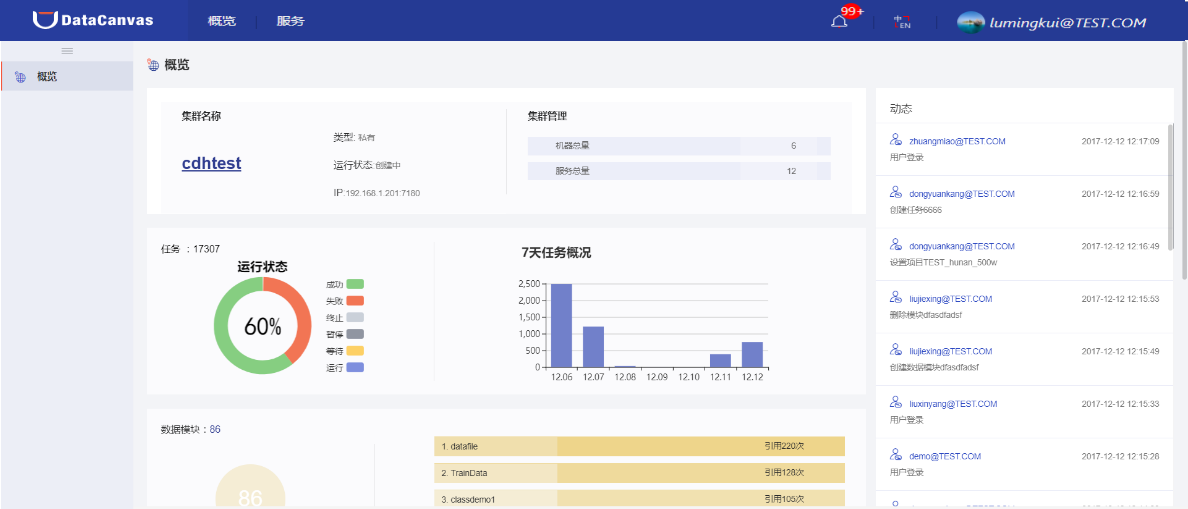 DataCanvas 概览 服务 99+ 中 EN lumingkui@TEST.COM
概览
概览
集群名称
cdhtest
类型: 私有
运行状态:创建中
IP:192.168.1.201:7180
集群管理
机器总量 6
服务总量 12
任务 ：17307
运行状态
60%
成功
失败
终止
暂停
等待
运行
7天任务概况
2,500
2,000
1,500
1,000
500
0
12.06 12.07 12.08 12.09 12.10 12.11 12.12
数据模块：86
86
1. datafile 引用220次
2. TrainData 引用128次
3. classdemo1 引用105次
动态
zhuangmiao@TEST.COM 2017-12-12 12:17:09
用户登录
dongyuankang@TEST.COM 2017-12-12 12:16:59
创建任务6666
dongyuankang@TEST.COM 2017-12-12 12:16:49
设置项目TEST_hunan_500w
liujiexing@TEST.COM 2017-12-12 12:15:53
删除模块dfasdfadsf
liujiexing@TEST.COM 2017-12-12 12:15:49
创建数据模块dfasdfadsf
liuxinyang@TEST.COM 2017-12-12 12:15:33
用户登录
demo@TEST.COM 2017-12-12 12:15:28
用户登录